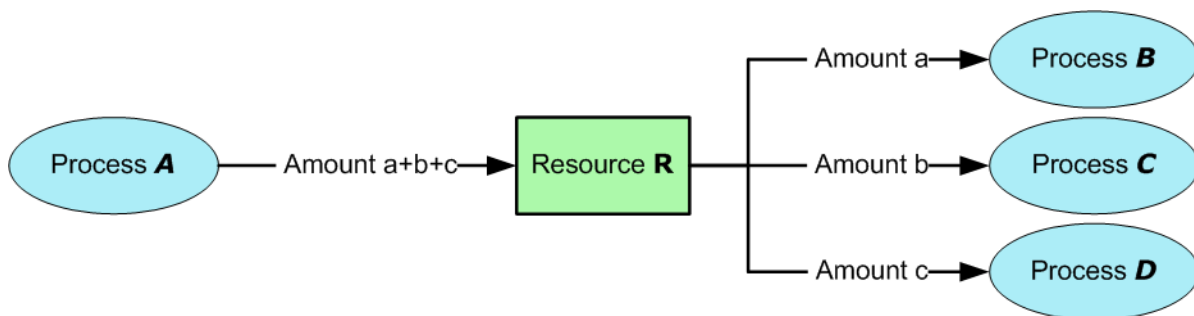 Amount a
Process B
Process A
Amount a+b+c
Resource R
Amount b
Process C
Amount c
Process D